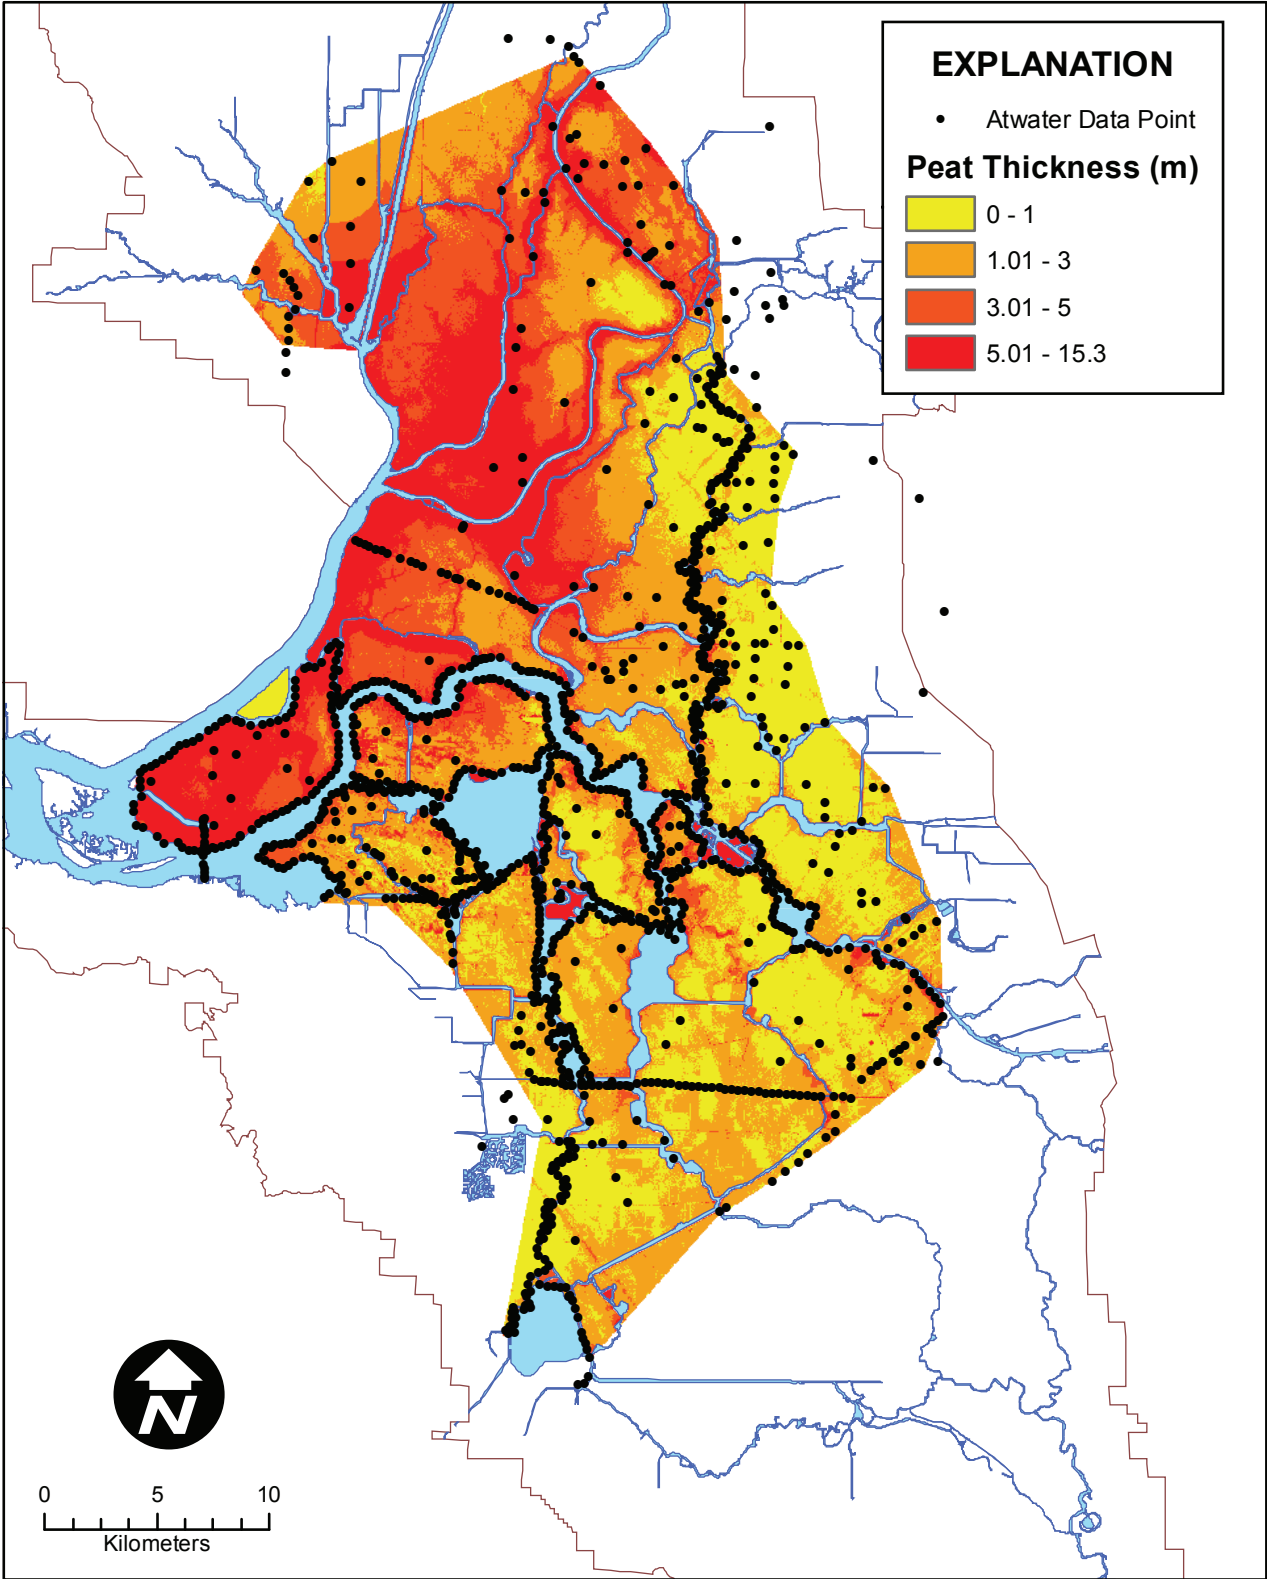 EXPLANATION
Atwater Data Point
Peat Thickness (m)
0 - 1
1.01 - 3
3.01 - 5
5.01 - 15.3
N
0 5 10
Kilometers